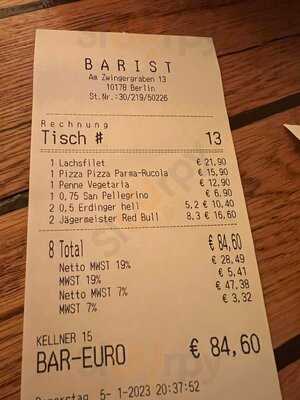 BARIST
Am Zwingergraben 13
10178 Berlin
St.Nr.:30/219/50226
Rechnung
Tisch # 13
1 Lachsfilet € 21,90
1 Pizza Pizza Parma-Rucola € 15,90
1 Penne Vegetaria € 12,90
1 0,75 San Pellegrino € 6,90
2 0,5 Erdinger hell 5,2 € 10,40
2 Jägermeister Red Bull 8,3 € 16,60
8 Total € 84,60
Netto MWST 19% € 28,49
MWST 19% € 5,41
Netto MWST 7% € 47,38
MWST 7% € 3,32
KELLNER 15
BAR-EURO € 84,60
Donnerstag 5- 1-2023 20:37:52